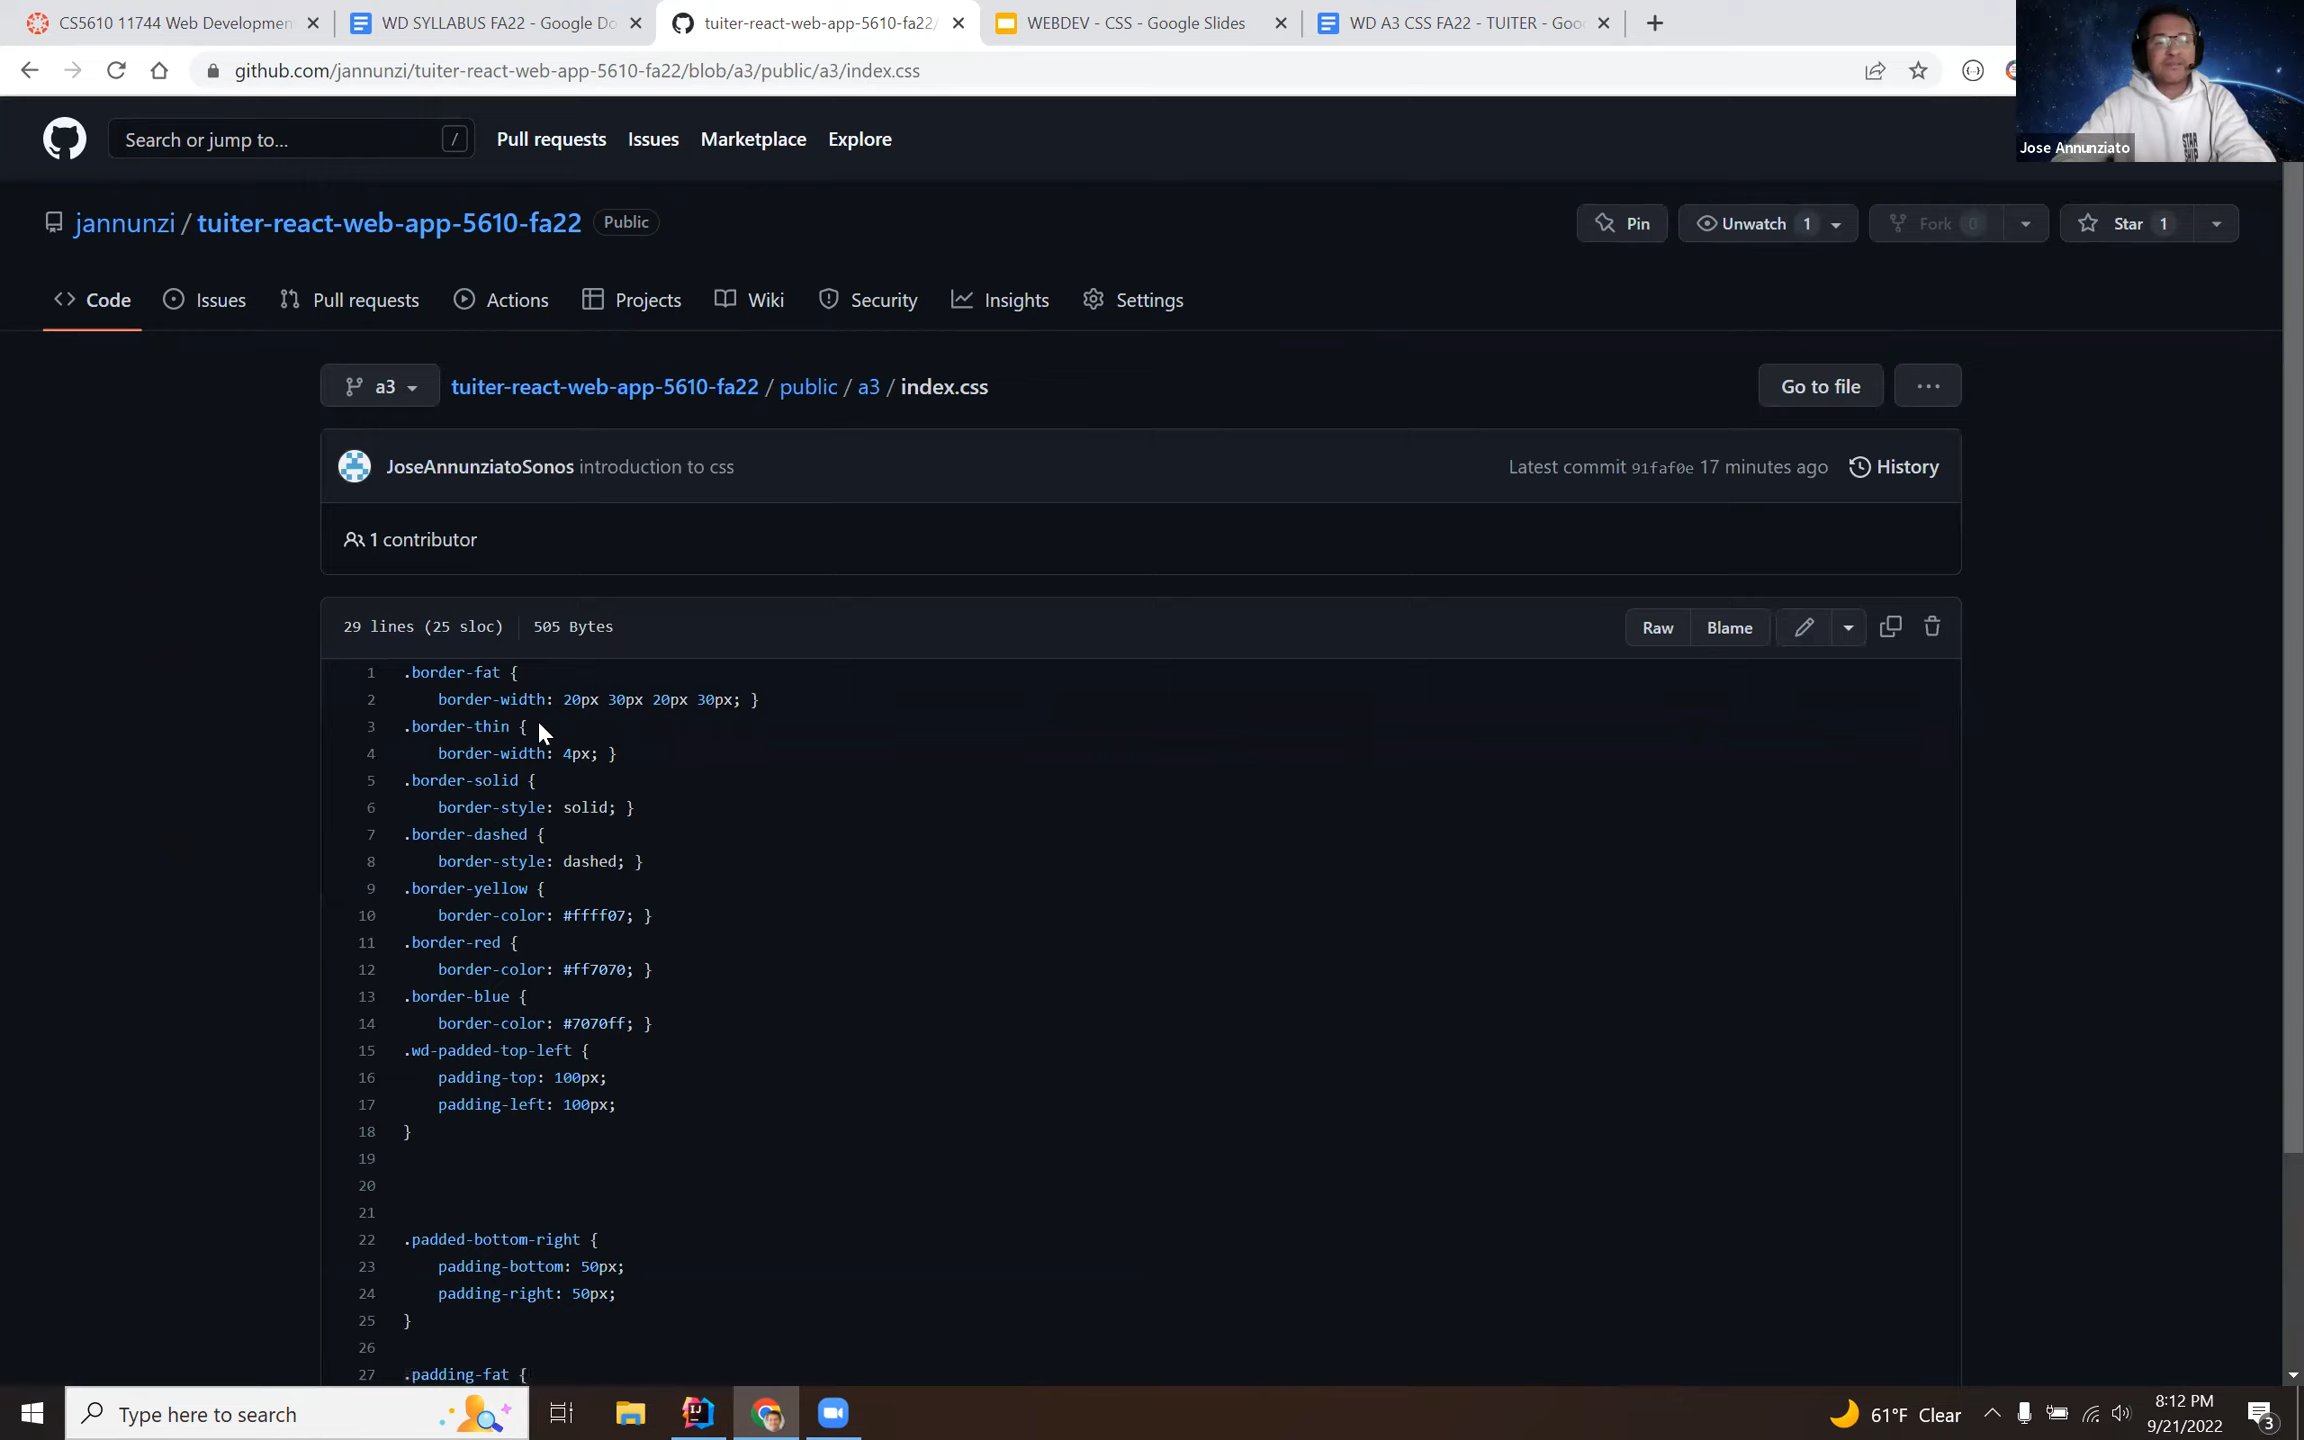 CS5610 11744 Web Development
WD SYLLABUS FA22 - Google Do
tuiter-react-web-app-5610-fa22/
WEBDEV - CSS - Google Slides
WD A3 CSS FA22 - TUITER - Goo
github.com/jannunzi/tuiter-react-web-app-5610-fa22/blob/a3/public/a3/index.css
STAR
SHIP
Jose Annunziato
Search or jump to...
/
Pull requests
Issues
Marketplace
Explore
jannunzi / tuiter-react-web-app-5610-fa22
Public
Pin
Unwatch 1
Fork 0
Star 1
Code
Issues
Pull requests
Actions
Projects
Wiki
Security
Insights
Settings
a3
tuiter-react-web-app-5610-fa22 / public / a3 / index.css
Go to file
...
JoseAnnunziatoSonos introduction to css
Latest commit 91faf0e 17 minutes ago
History
1 contributor
29 lines (25 sloc)
505 Bytes
Raw
Blame
1 .border-fat {
2 border-width: 20px 30px 20px 30px; }
3 .border-thin {
4 border-width: 4px; }
5 .border-solid {
6 border-style: solid; }
7 .border-dashed {
8 border-style: dashed; }
9 .border-yellow {
10 border-color: #ffff07; }
11 .border-red {
12 border-color: #ff7070; }
13 .border-blue {
14 border-color: #7070ff; }
15 .wd-padded-top-left {
16 padding-top: 100px;
17 padding-left: 100px;
18 }
19
20
21
22 .padded-bottom-right {
23 padding-bottom: 50px;
24 padding-right: 50px;
25 }
26
27 .padding-fat {
Type here to search
IJ
61°F Clear
8:12 PM
9/21/2022
3